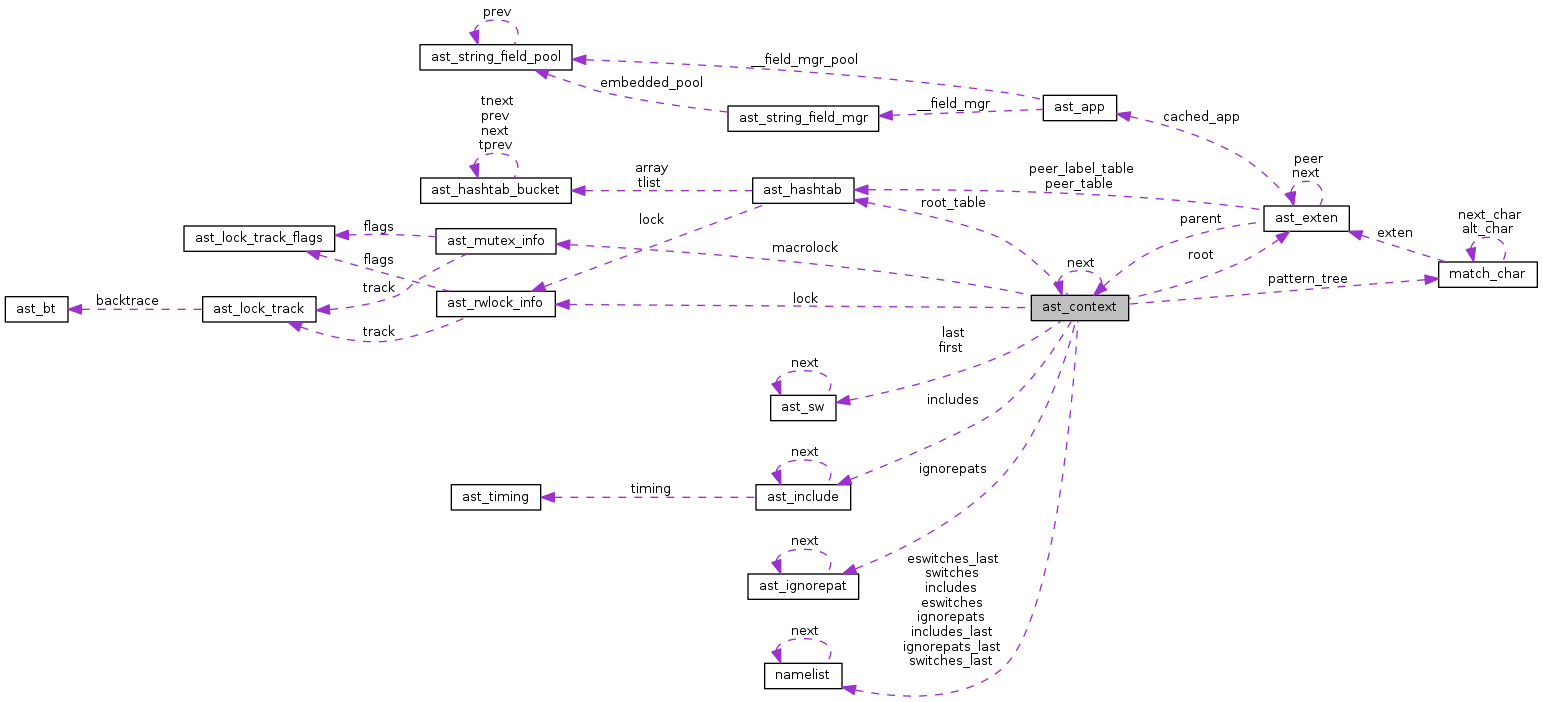 prev
ast_string_field_pool
__field_mgr_pool
embedded_pool
tnext
prev
next
tprev
__field_mgr
ast_app
ast_string_field_mgr
cached_app
peer
next
array
tlist
peer_label_table
peer_table
ast_hashtab_bucket
ast_hashtab
root_table
lock
parent
ast_exten
next_char
alt_char
flags
ast_lock_track_flags
ast_mutex_info
macrolock
exten
root
flags
next
match_char
track
pattern_tree
backtrace
lock
ast_bt
ast_lock_track
ast_rwlock_info
ast_context
track
last
first
next
ast_sw
includes
next
ignorepats
timing
ast_timing
ast_include
next
ast_ignorepat
eswitches_last
switches
includes
eswitches
ignorepats
includes_last
ignorepats_last
switches_last
next
namelist